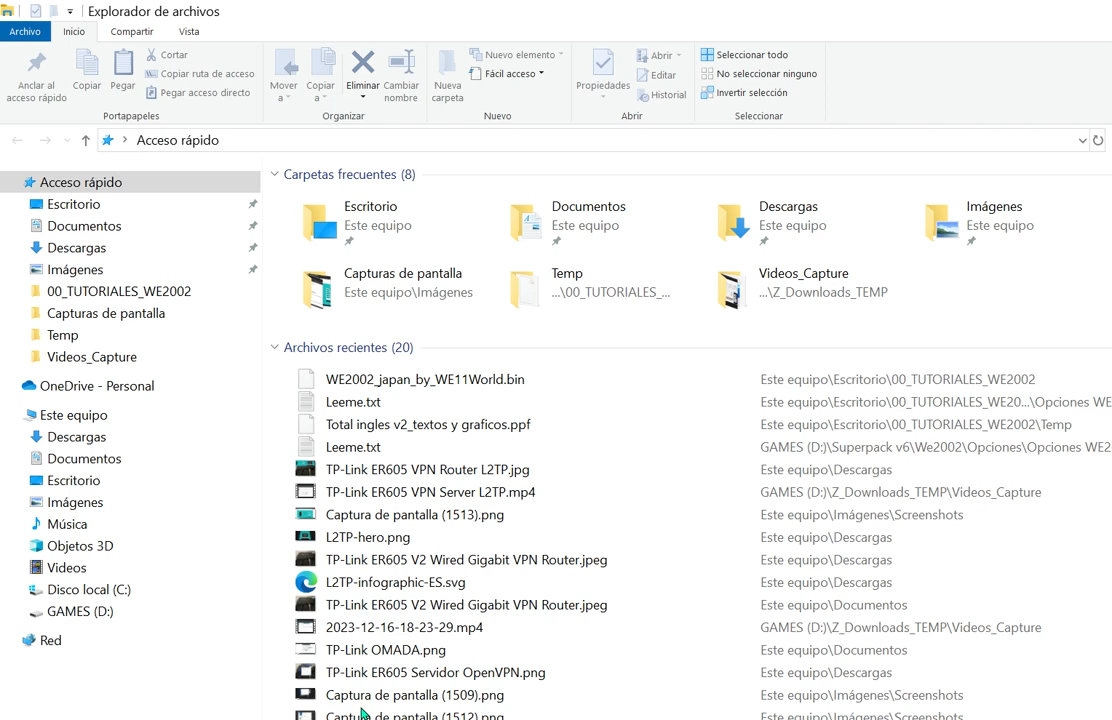 Explorador de archivos
Archivo Inicio Compartir Vista
Anclar al acceso rápido
Copiar
Pegar
Cortar
Copiar ruta de acceso
Pegar acceso directo
Portapapeles
Mover a
Copiar a
Eliminar
Cambiar nombre
Organizar
Nueva carpeta
Nuevo elemento
Fácil acceso
Nuevo
Propiedades
Abrir
Editar
Historial
Abrir
Seleccionar todo
No seleccionar ninguno
Invertir selección
Seleccionar
Acceso rápido
Acceso rápido
Escritorio
Documentos
Descargas
Imágenes
00_TUTORIALES_WE2002
Capturas de pantalla
Temp
Videos_Capture
OneDrive - Personal
Este equipo
Descargas
Documentos
Escritorio
Imágenes
Música
Objetos 3D
Videos
Disco local (C:)
GAMES (D:)
Red
Carpetas frecuentes (8)
Escritorio
Este equipo
Documentos
Este equipo
Descargas
Este equipo
Imágenes
Este equipo
Capturas de pantalla
Este equipo\Imágenes
Temp
...\00_TUTORIALES_...
Videos_Capture
...\Z_Downloads_TEMP
Archivos recientes (20)
WE2002_japan_by_WE11World.bin Este equipo\Escritorio\00_TUTORIALES_WE2002
Leeme.txt Este equipo\Escritorio\00_TUTORIALES_WE20...\Opciones WE
Total ingles v2_textos y graficos.ppf Este equipo\Escritorio\00_TUTORIALES_WE2002\Temp
Leeme.txt GAMES (D:)\Superpack v6\We2002\Opciones\Opciones WE2
TP-Link ER605 VPN Router L2TP.jpg Este equipo\Descargas
TP-Link ER605 VPN Server L2TP.mp4 GAMES (D:)\Z_Downloads_TEMP\Videos_Capture
Captura de pantalla (1513).png Este equipo\Imágenes\Screenshots
L2TP-hero.png Este equipo\Descargas
TP-Link ER605 V2 Wired Gigabit VPN Router.jpeg Este equipo\Descargas
L2TP-infographic-ES.svg Este equipo\Descargas
TP-Link ER605 V2 Wired Gigabit VPN Router.jpeg Este equipo\Documentos
2023-12-16-18-23-29.mp4 GAMES (D:)\Z_Downloads_TEMP\Videos_Capture
TP-Link OMADA.png Este equipo\Documentos
TP-Link ER605 Servidor OpenVPN.png Este equipo\Descargas
Captura de pantalla (1509).png Este equipo\Imágenes\Screenshots
Captura de pantalla (1512).png Este equipo\Imágenes\Screenshots